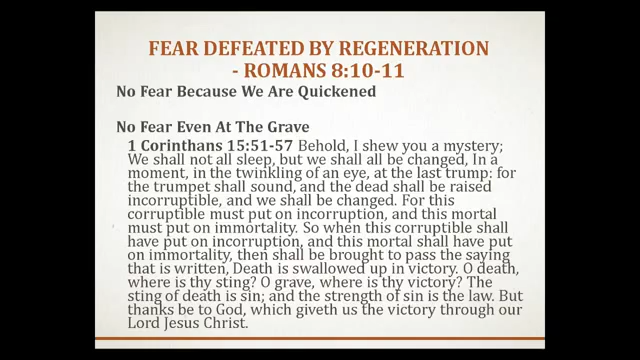 FEAR DEFEATED BY REGENERATION
- ROMANS 8:10-11
No Fear Because We Are Quickened
No Fear Even At The Grave
1 Corinthians 15:51-57 Behold, I shew you a mystery;
We shall not all sleep, but we shall all be changed, In a
moment, in the twinkling of an eye, at the last trump: for
the trumpet shall sound, and the dead shall be raised
incorruptible, and we shall be changed. For this
corruptible must put on incorruption, and this mortal
must put on immortality. So when this corruptible shall
have put on incorruption, and this mortal shall have put
on immortality, then shall be brought to pass the saying
that is written, Death is swallowed up in victory. O death,
where is thy sting? O grave, where is thy victory? The
sting of death is sin; and the strength of sin is the law. But
thanks be to God, which giveth us the victory through our
Lord Jesus Christ.